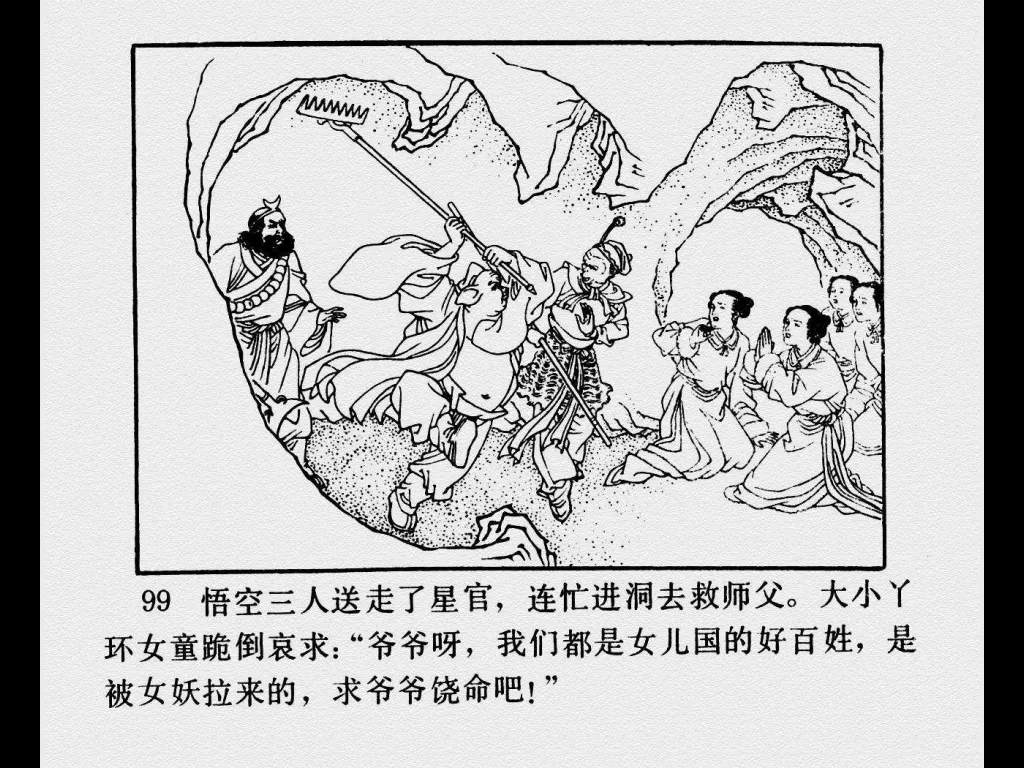 99 悟空三人送走了星官，连忙进洞去救师父。大小丫
环女童跪倒哀求：“爷爷呀，我们都是女儿国的好百姓，是
被女妖拉来的，求爷爷饶命吧！”